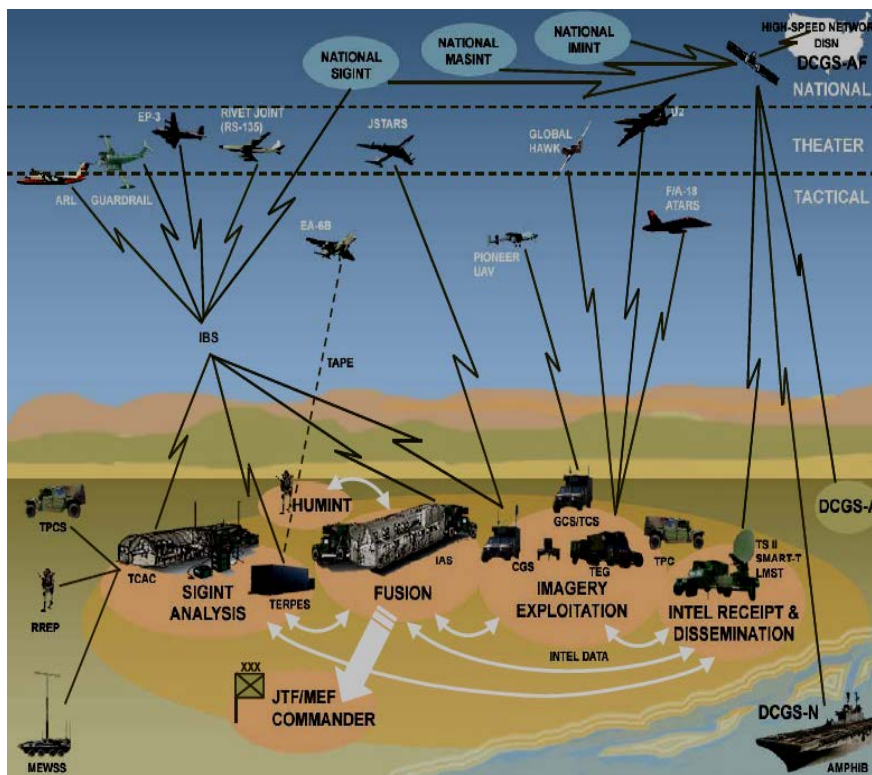 HIGH-SPEED NETWORK
DISN
DCGS-AF
NATIONAL
SIGINT
NATIONAL
MASINT
NATIONAL
IMINT
NATIONAL
EP-3
RIVET JOINT
(RS-135)
JSTARS
GLOBAL
HAWK
U2
THEATER
ARL
GUARDRAIL
F/A-18
ATARS
TACTICAL
EA-6B
PIONEER
UAV
IBS
TAPE
TPCS
HUMINT
GCS/TCS
DCGS-A
TCAC
SIGINT
ANALYSIS
TERPES
IAS
FUSION
CGS
TEG
IMAGERY
EXPLOITATION
TPC
TS II
SMART-T
LMST
INTEL RECEIPT &
DISSEMINATION
RREP
INTEL DATA
XXX
JTF/MEF
COMMANDER
MEWSS
DCGS-N
AMPHIB